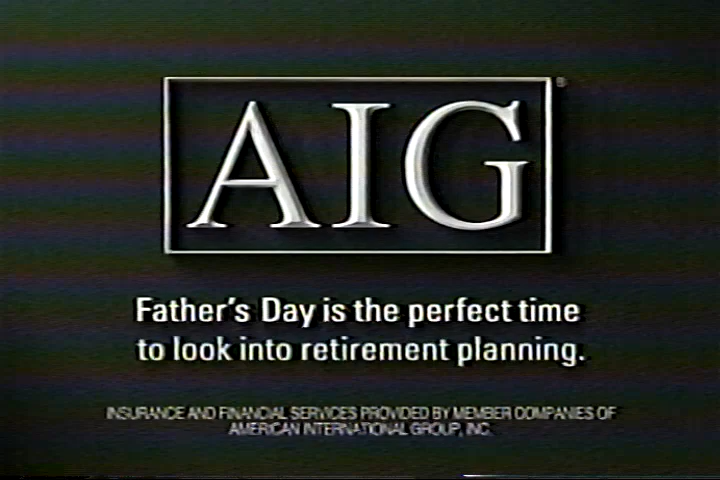 AIG®
Father's Day is the perfect time
to look into retirement planning.
INSURANCE AND FINANCIAL SERVICES PROVIDED BY MEMBER COMPANIES OF
AMERICAN INTERNATIONAL GROUP, INC.